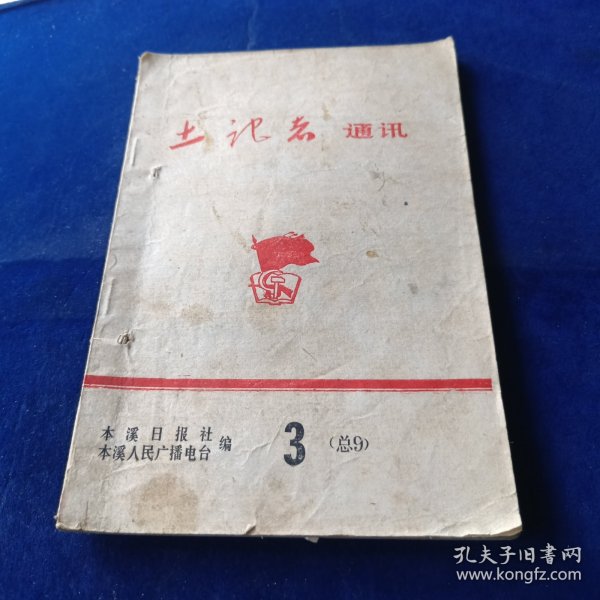 土记者 通讯
本溪日报社
本溪人民广播电台
编
3
(总9)
孔夫子旧书网
www.kongfz.com